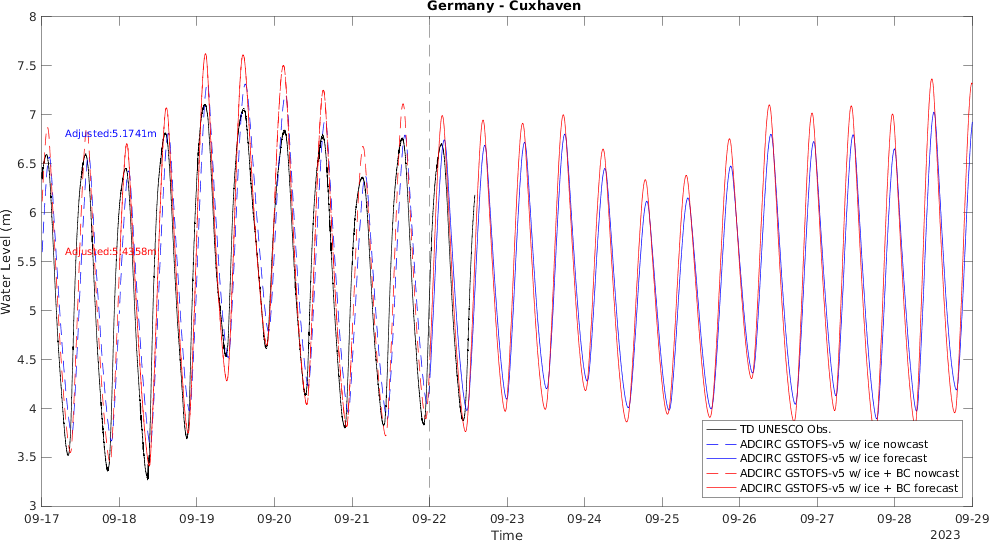 Germany - Cuxhaven
8
7.5
7
6.5
6
5.5
5
4.5
4
3.5
3
Water Level (m)
Adjusted:5.1741m
Adjusted:5.4358m
TD UNESCO Obs.
ADCIRC GSTOFS-v5 w/ ice nowcast
ADCIRC GSTOFS-v5 w/ ice forecast
ADCIRC GSTOFS-v5 w/ ice + BC nowcast
ADCIRC GSTOFS-v5 w/ ice + BC forecast
09-17 09-18 09-19 09-20 09-21 09-22 09-23 09-24 09-25 09-26 09-27 09-28 09-29
Time
2023